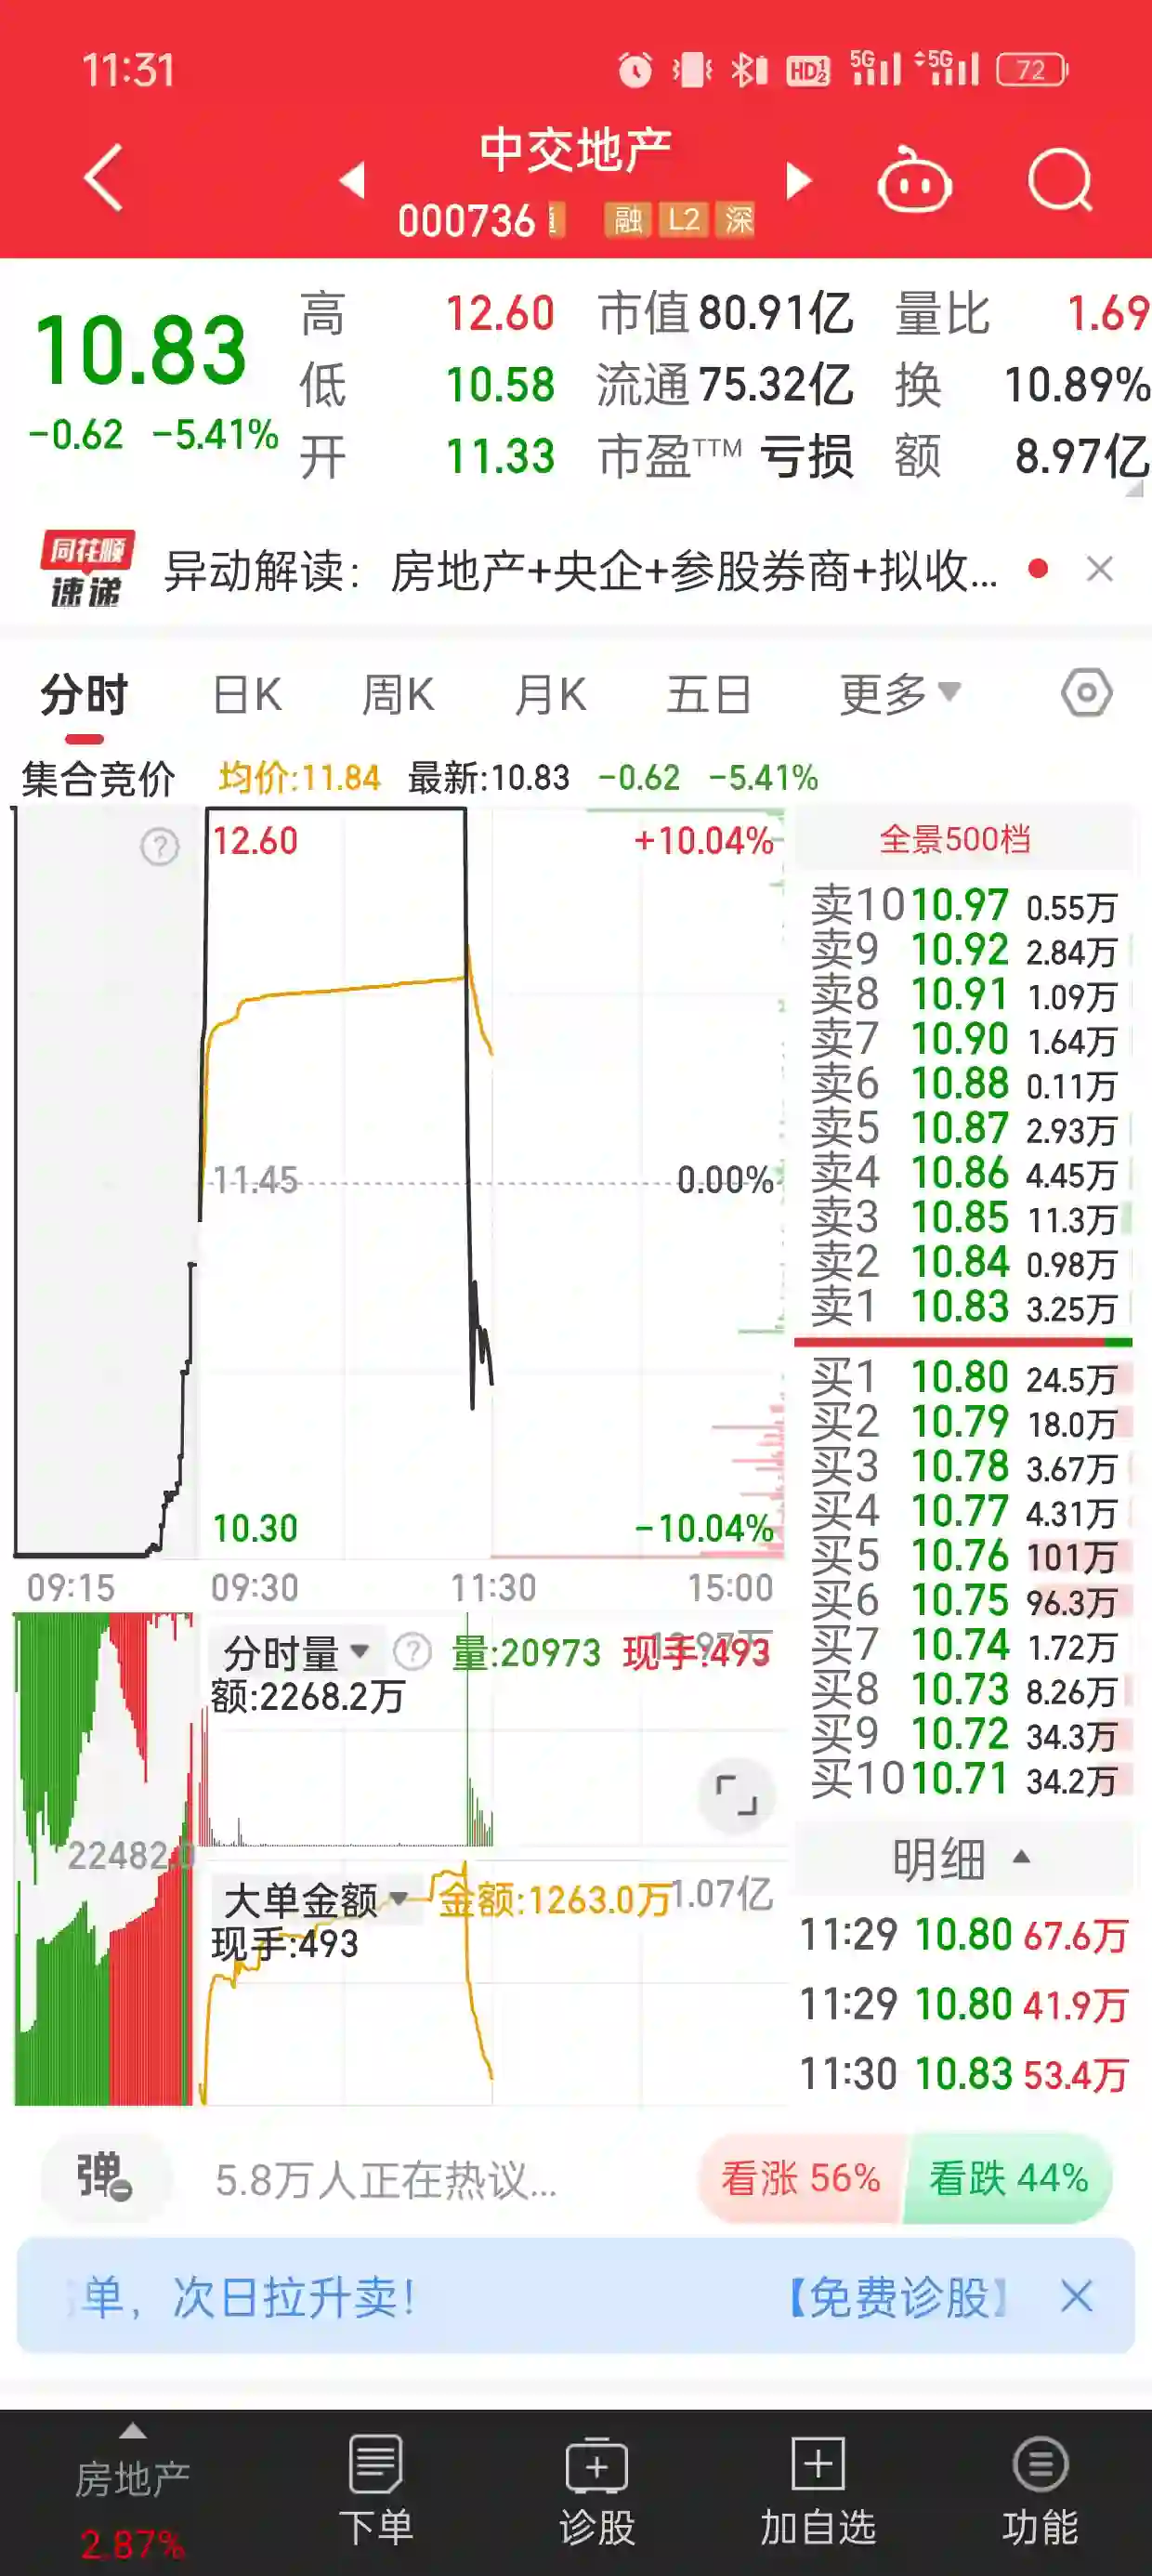 11:31 HD 1 2 5G 5G 72
中交地产
000736 融 L2 深
10.83
-0.62 -5.41%
高 12.60 市值 80.91亿 量比 1.69
低 10.58 流通 75.32亿 换 10.89%
开 11.33 市盈TTM 亏损 额 8.97亿
同花顺
速递
异动解读：房地产+央企+参股券商+拟收...
分时 日K 周K 月K 五日 更多
集合竞价 均价:11.84 最新:10.83 -0.62 -5.41%
12.60 +10.04%
11.45 0.00%
10.30 -10.04%
09:15 09:30 11:30 15:00
全景500档
卖10 10.97 0.55万
卖9 10.92 2.84万
卖8 10.91 1.09万
卖7 10.90 1.64万
卖6 10.88 0.11万
卖5 10.87 2.93万
卖4 10.86 4.45万
卖3 10.85 11.3万
卖2 10.84 0.98万
卖1 10.83 3.25万
买1 10.80 24.5万
买2 10.79 18.0万
买3 10.78 3.67万
买4 10.77 4.31万
买5 10.76 101万
买6 10.75 96.3万
买7 10.74 1.72万
买8 10.73 8.26万
买9 10.72 34.3万
买10 10.71 34.2万
分时量 ? 量:20973 现手:493
额:2268.2万
22482.0
大单金额 金额:1263.0万 1.07亿
现手:493
明细
11:29 10.80 67.6万
11:29 10.80 41.9万
11:30 10.83 53.4万
弹 5.8万人正在热议... 看涨 56% 看跌 44%
单，次日拉升卖！ 【免费诊股】
房地产
2.87%
下单
诊股
加自选
功能